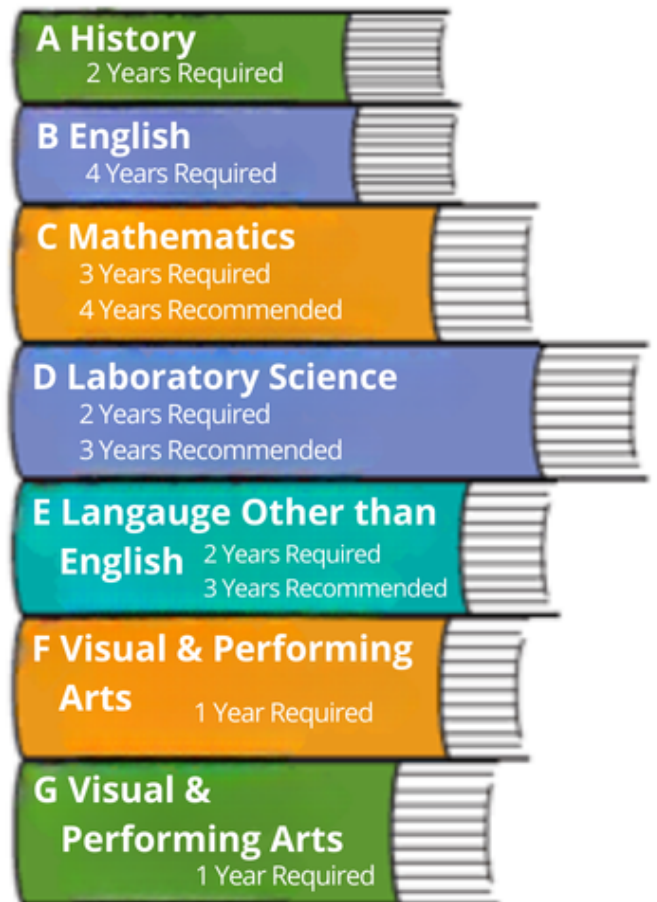 A History
2 Years Required
B English
4 Years Required
C Mathematics
3 Years Required
4 Years Recommended
D Laboratory Science
2 Years Required
3 Years Recommended
E Langauge Other than
English 2 Years Required
3 Years Recommended
F Visual & Performing
Arts 1 Year Required
G Visual &
Performing Arts
1 Year Required